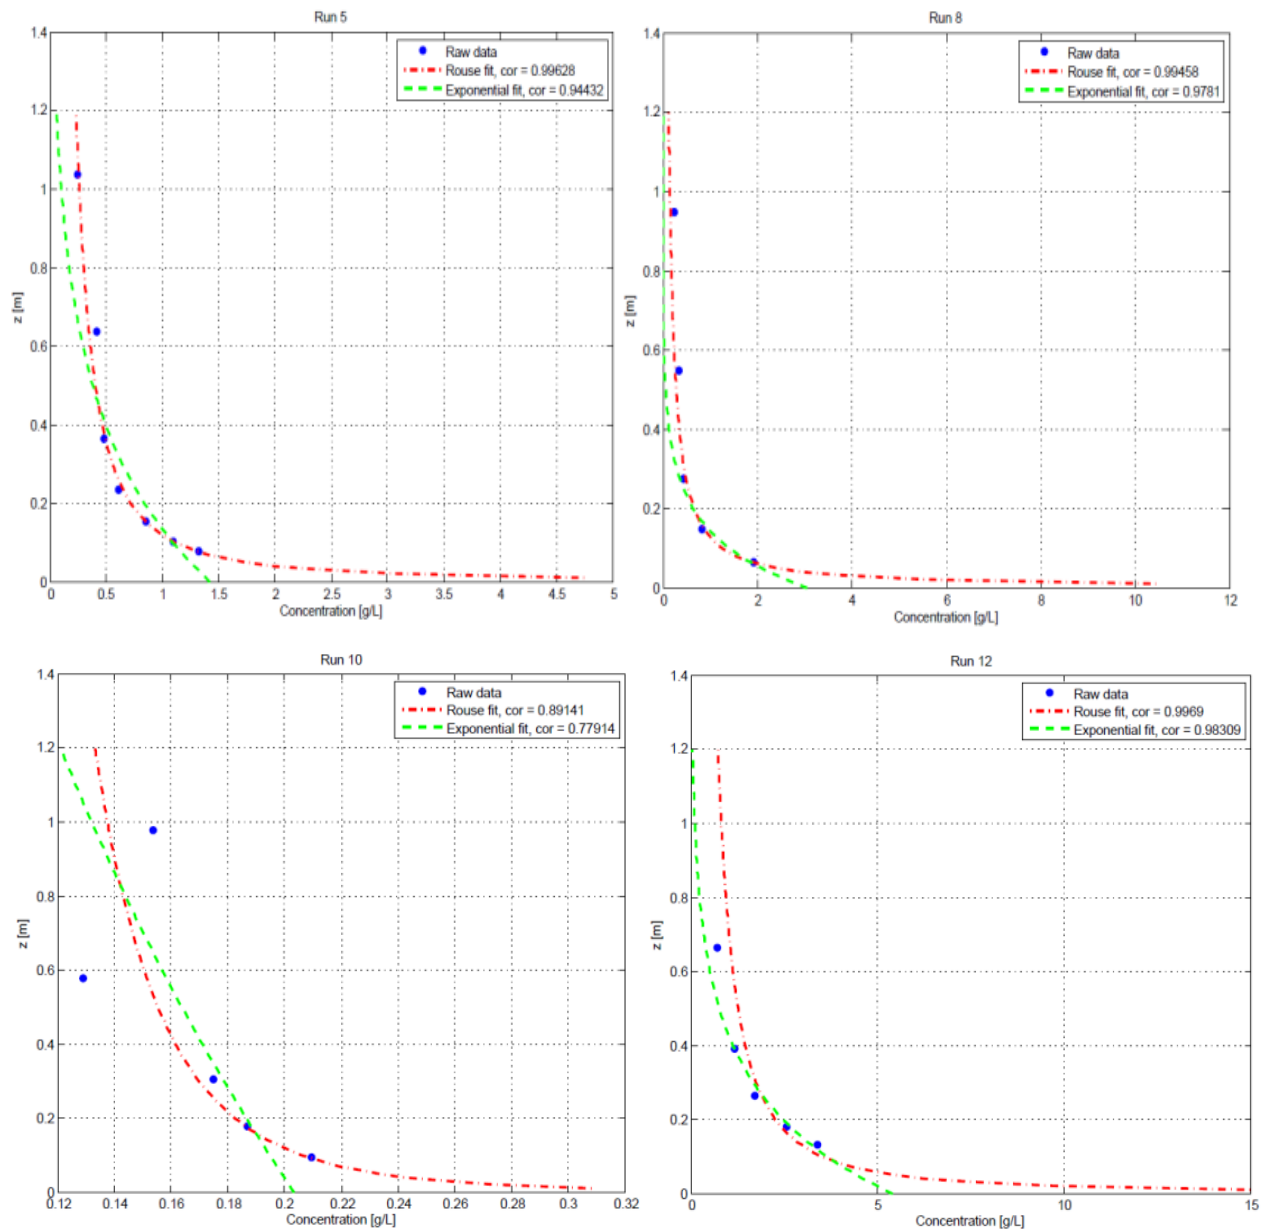 Run 5
1.4
1.2
1
0.8
0.6
0.4
0.2
0
z [m]
Raw data
Rouse fit, cor = 0.99628
Exponential fit, cor = 0.94432
0 0.5 1 1.5 2 2.5 3 3.5 4 4.5 5
Concentration [g/L]
Run 8
1.4
1.2
1
0.8
0.6
0.4
0.2
0
z [m]
Raw data
Rouse fit, cor = 0.99458
Exponential fit, cor = 0.9781
0 2 4 6 8 10 12
Concentration [g/L]
Run 10
1.4
1.2
1
0.8
0.6
0.4
0.2
0
z [m]
Raw data
Rouse fit, cor = 0.89141
Exponential fit, cor = 0.77914
0.12 0.14 0.16 0.18 0.2 0.22 0.24 0.26 0.28 0.3 0.32
Concentration [g/L]
Run 12
1.4
1.2
1
0.8
0.6
0.4
0.2
0
z [m]
Raw data
Rouse fit, cor = 0.9969
Exponential fit, cor = 0.98309
0 5 10 15
Concentration [g/L]